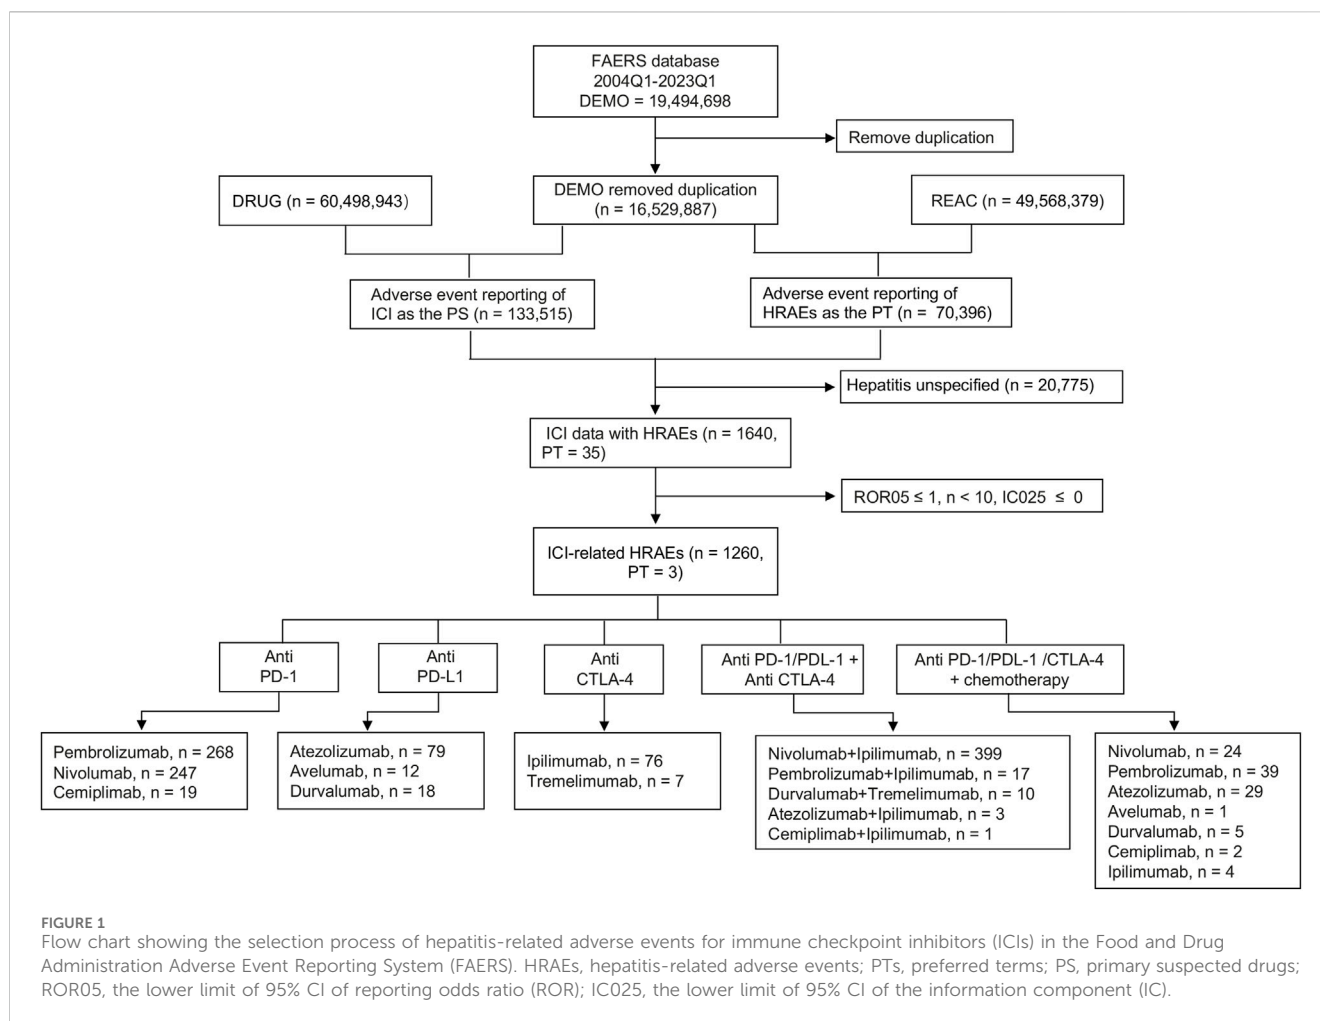 FAERS database
2004Q1-2023Q1
DEMO = 19,494,698
Remove duplication
DRUG (n = 60,498,943)
DEMO removed duplication
(n = 16,529,887)
REAC (n = 49,568,379)
Adverse event reporting of
ICI as the PS (n = 133,515)
Adverse event reporting of
HRAEs as the PT (n = 70,396)
Hepatitis unspecified (n = 20,775)
ICI data with HRAEs (n = 1640,
PT = 35)
ROR05 ≤ 1, n < 10, IC025 ≤ 0
ICI-related HRAEs (n = 1260,
PT = 3)
Anti
PD-1
Anti
PD-L1
Anti
CTLA-4
Anti PD-1/PDL-1 +
Anti CTLA-4
Anti PD-1/PDL-1 /CTLA-4
+ chemotherapy
Pembrolizumab, n = 268
Nivolumab, n = 247
Cemiplimab, n = 19
Atezolizumab, n = 79
Avelumab, n = 12
Durvalumab, n = 18
Ipilimumab, n = 76
Tremelimumab, n = 7
Nivolumab+Ipilimumab, n = 399
Pembrolizumab+Ipilimumab, n = 17
Durvalumab+Tremelimumab, n = 10
Atezolizumab+Ipilimumab, n = 3
Cemiplimab+Ipilimumab, n = 1
Nivolumab, n = 24
Pembrolizumab, n = 39
Atezolizumab, n = 29
Avelumab, n = 1
Durvalumab, n = 5
Cemiplimab, n = 2
Ipilimumab, n = 4
FIGURE 1
Flow chart showing the selection process of hepatitis-related adverse events for immune checkpoint inhibitors (ICIs) in the Food and Drug
Administration Adverse Event Reporting System (FAERS). HRAEs, hepatitis-related adverse events; PTs, preferred terms; PS, primary suspected drugs;
ROR05, the lower limit of 95% CI of reporting odds ratio (ROR); IC025, the lower limit of 95% CI of the information component (IC).